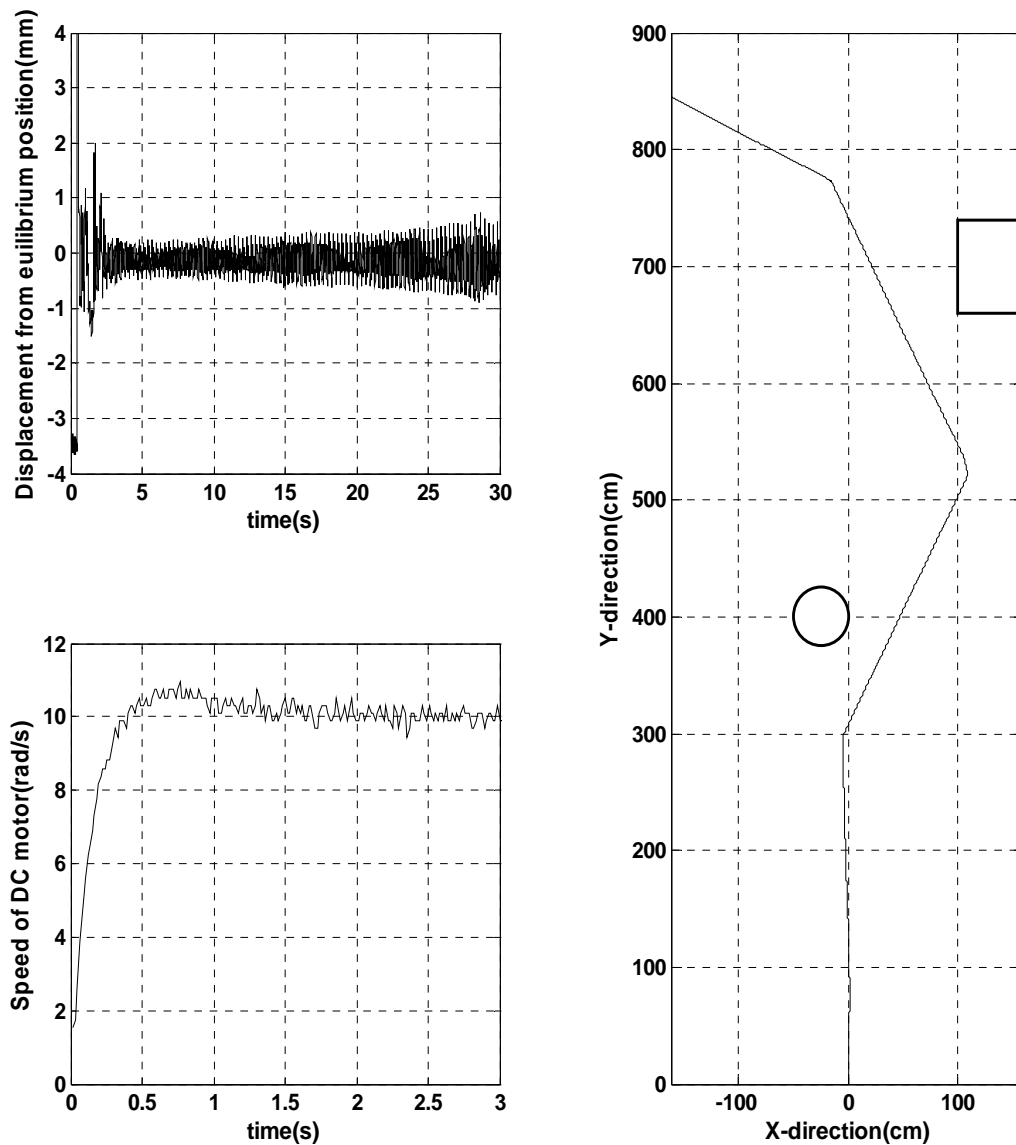 Displacement from euilibrium position(mm)
4
3
2
1
0
-1
-2
-3
-4
0 5 10 15 20 25 30
time(s)
Speed of DC motor(rad/s)
12
10
8
6
4
2
0
0 0.5 1 1.5 2 2.5 3
time(s)
Y-direction(cm)
900
800
700
600
500
400
300
200
100
0
-100 0 100
X-direction(cm)